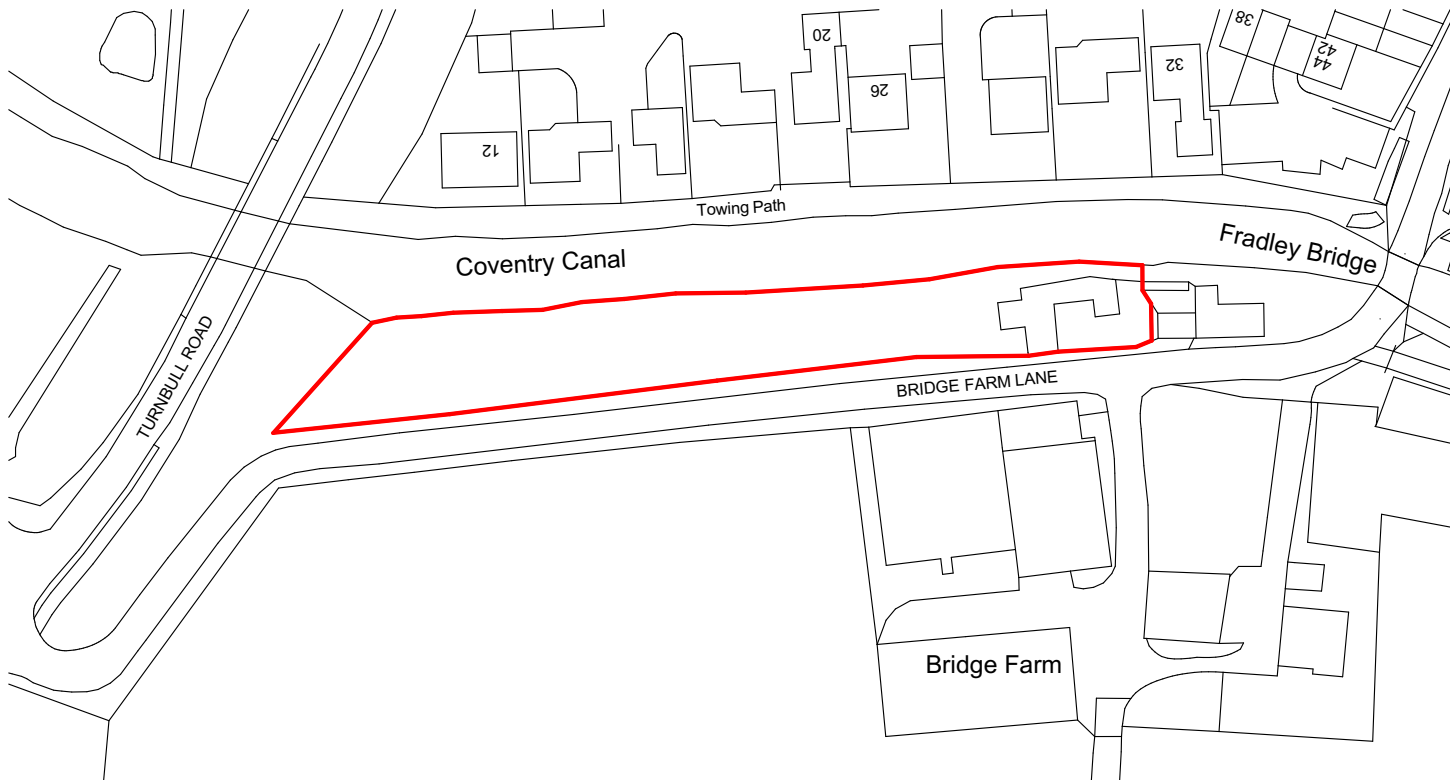 38
42
44
20
32
26
12
Towing Path
Fradley Bridge
Coventry Canal
TURNBULL ROAD
BRIDGE FARM LANE
Bridge Farm